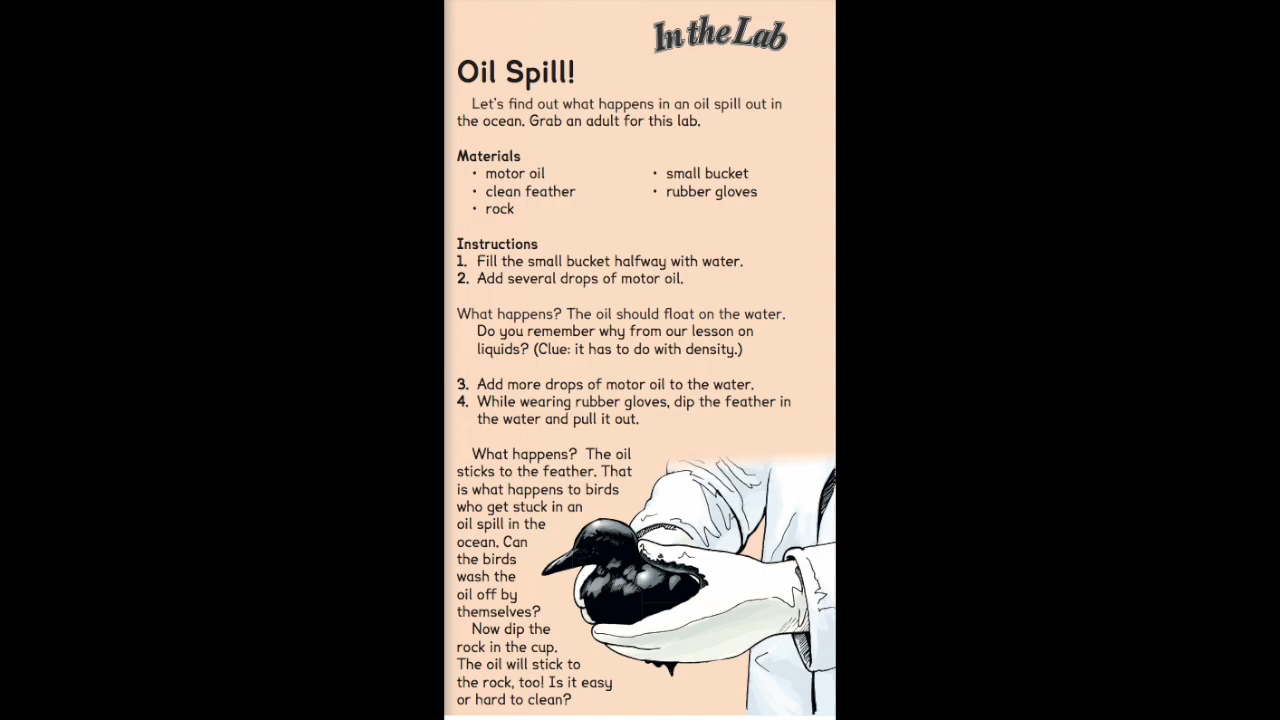 In the Lab
Oil Spill!
Let's find out what happens in an oil spill out in
the ocean. Grab an adult for this lab.
Materials
• motor oil
• clean feather
• rock
• small bucket
• rubber gloves
Instructions
1. Fill the small bucket halfway with water.
2. Add several drops of motor oil.
What happens? The oil should float on the water.
Do you remember why from our lesson on
liquids? (Clue: it has to do with density.)
3. Add more drops of motor oil to the water.
4. While wearing rubber gloves, dip the feather in
the water and pull it out.
What happens? The oil
sticks to the feather. That
is what happens to birds
who get stuck in an
oil spill in the
ocean. Can
the birds
wash the
oil off by
themselves?
Now dip the
rock in the cup.
The oil will stick to
the rock, too! Is it easy
or hard to clean?